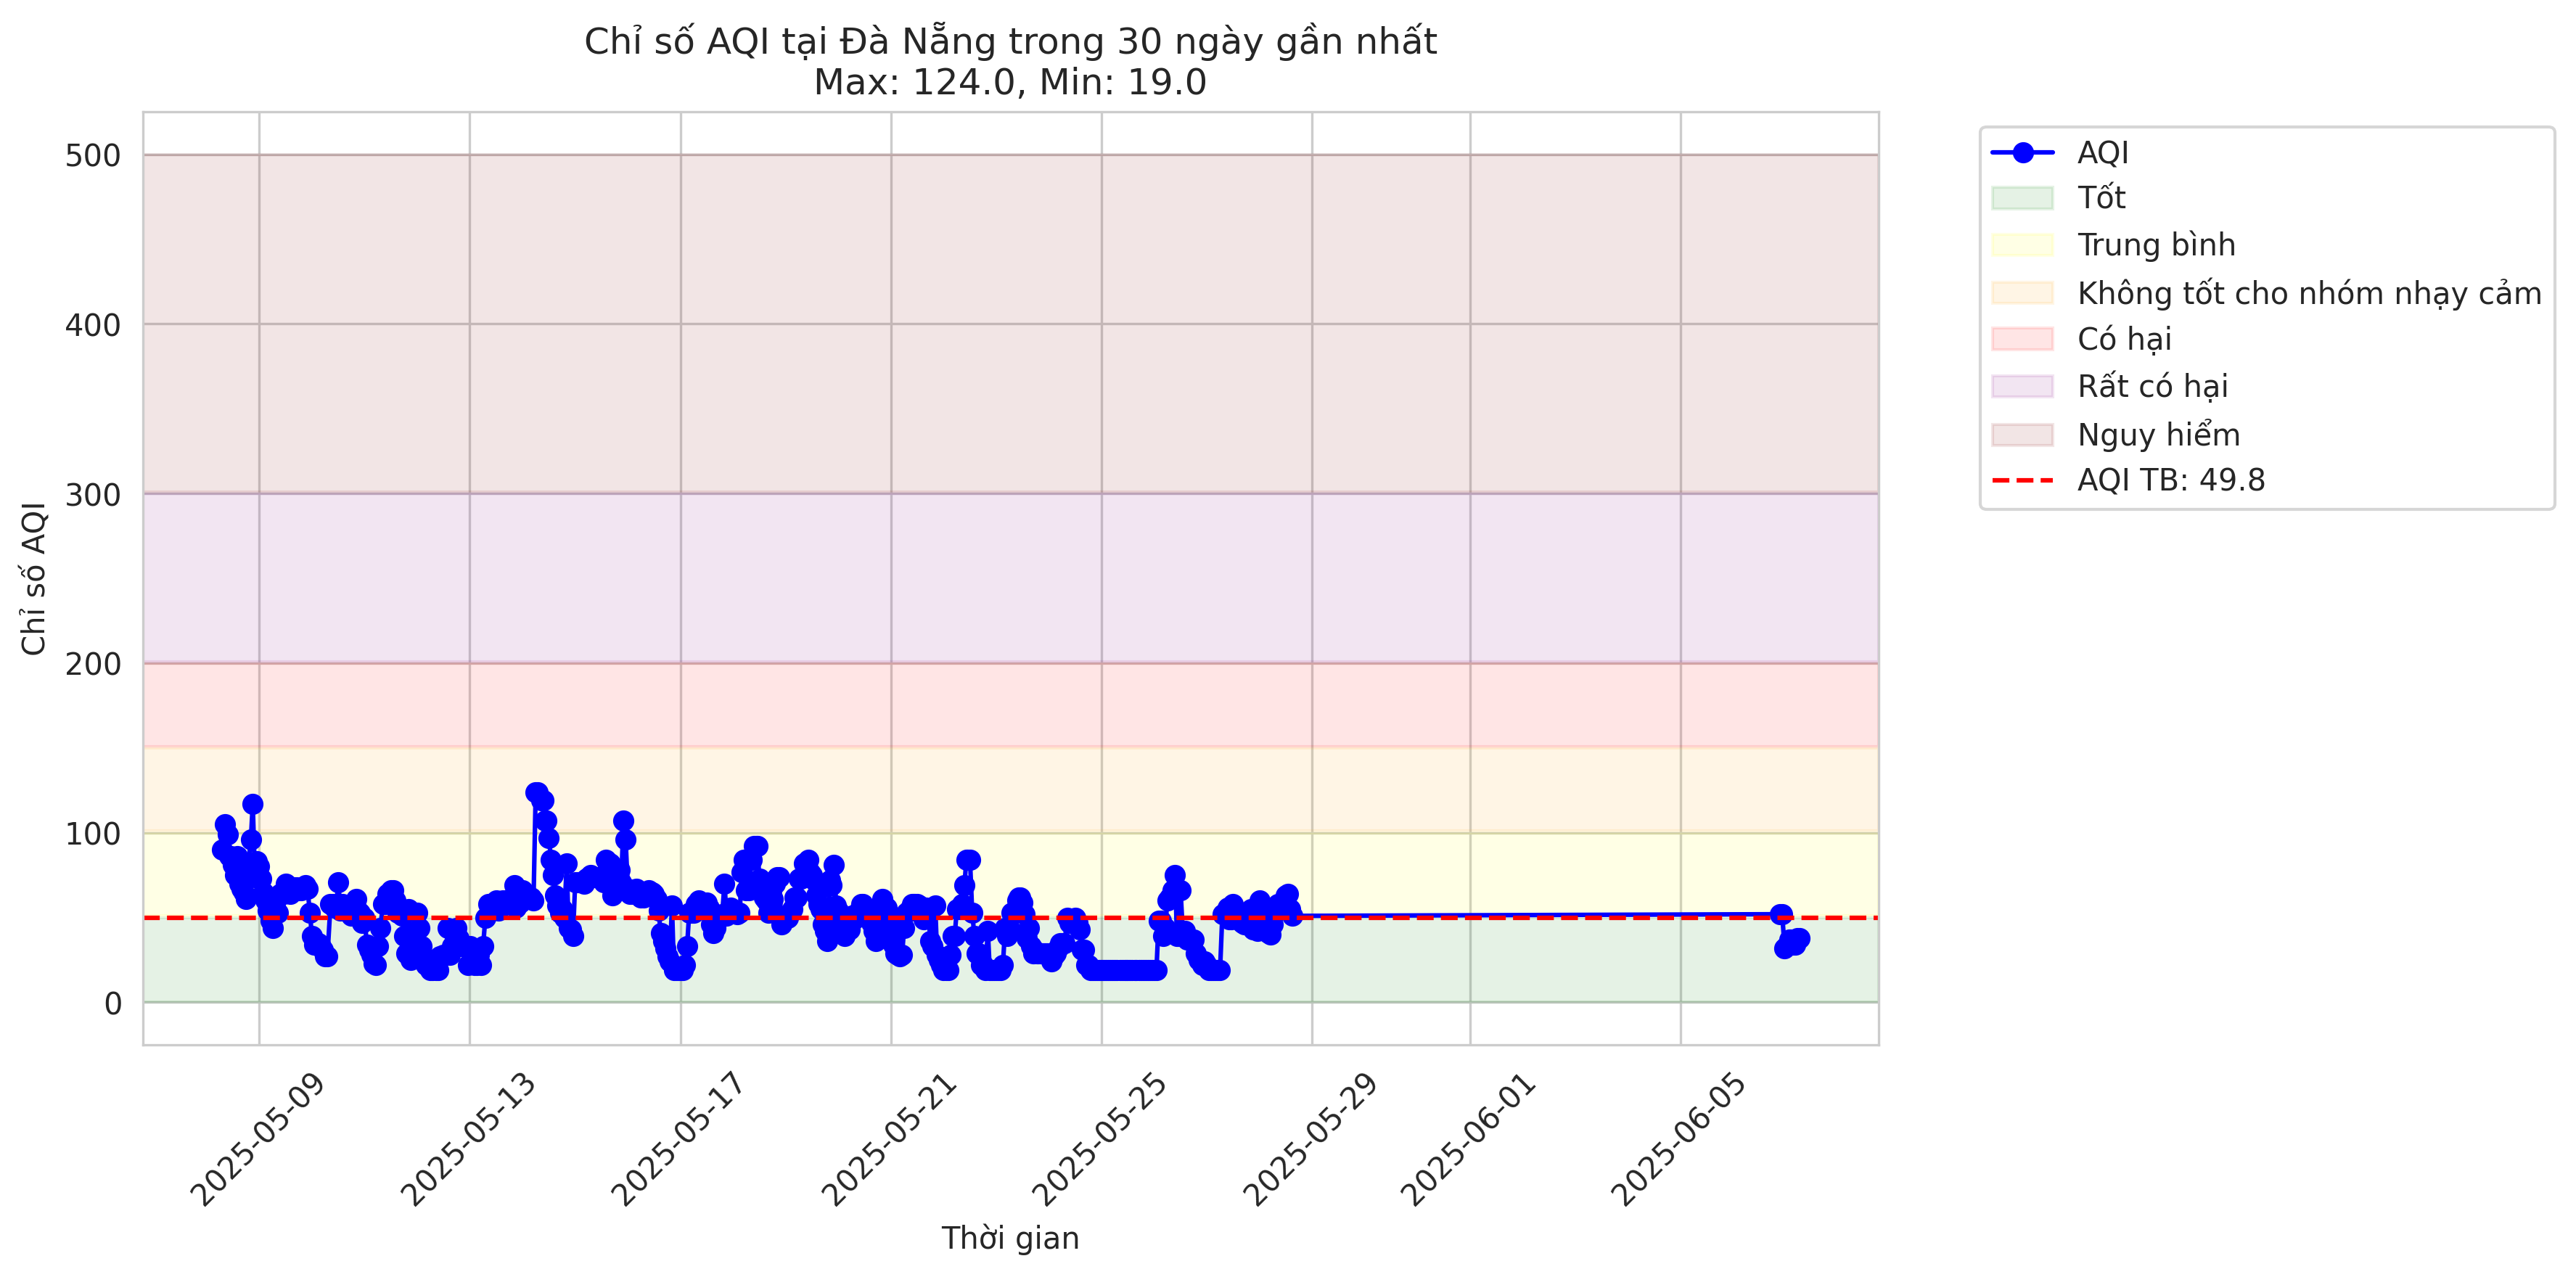 Chỉ số AQI tại Đà Nẵng trong 30 ngày gần nhất
Max: 124.0, Min: 19.0
Chỉ số AQI
500
400
300
200
100
0
2025-05-09
2025-05-13
2025-05-17
2025-05-21
2025-05-25
2025-05-29
2025-06-01
2025-06-05
Thời gian
AQI
Tốt
Trung bình
Không tốt cho nhóm nhạy cảm
Có hại
Rất có hại
Nguy hiểm
AQI TB: 49.8